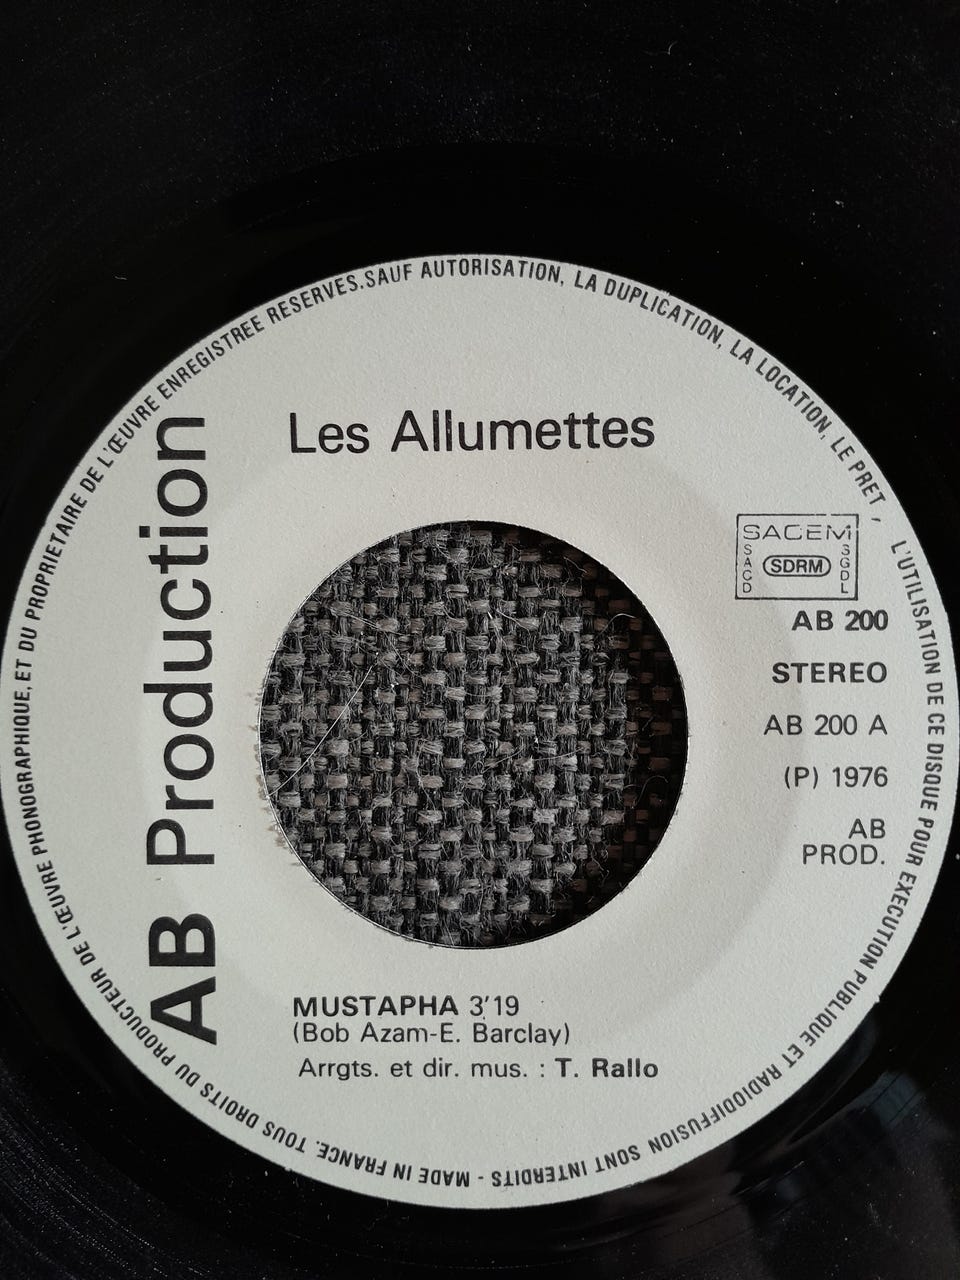 TOUS DROITS DU PRODUCTEUR DE L'ŒUVRE PHONOGRAPHIQUE, ET DU PROPRIETAIRE DE L'ŒUVRE ENREGISTREE RESERVES.SAUF AUTORISATION, LA DUPLICATION, LA LOCATION, LE PRET, L'UTILISATION DE CE DISQUE POUR EXECUTION PUBLIQUE ET RADIODIFFUSION SONT INTERDITS - MADE IN FRANCE.
AB Production
Les Allumettes
SACEM
SACD
SDRM
SGDL
AB 200
STEREO
AB 200 A
(P) 1976
AB
PROD.
MUSTAPHA 3'19
(Bob Azam-E. Barclay)
Arrgts. et dir. mus. : T. Rallo